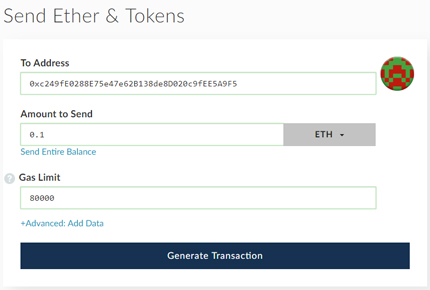 Send Ether & Tokens
To Address
0xc249fE0288E75e47e62B138de8D020c9fEE5A9F5
Amount to Send
0.1
ETH
Send Entire Balance
? Gas Limit
80000
+Advanced: Add Data
Generate Transaction